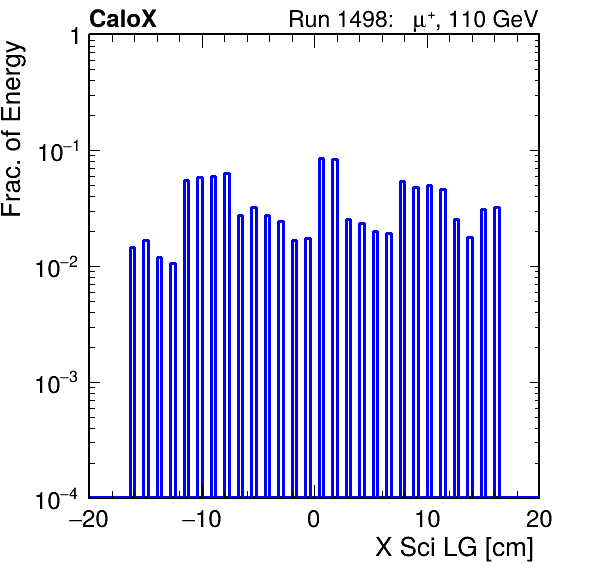 CaloX Run 1498: μ⁺, 110 GeV
Frac. of Energy
1
10⁻¹
10⁻²
10⁻³
10⁻⁴
−20 −10 0 10 20
X Sci LG [cm]